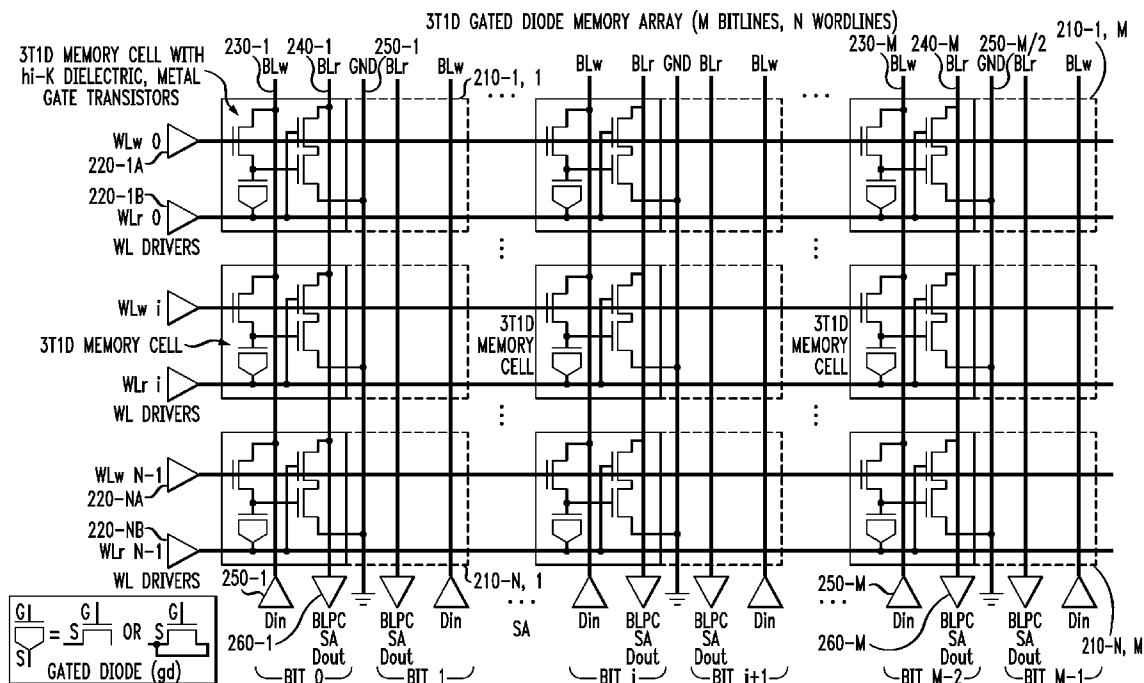 3T1D GATED DIODE MEMORY ARRAY (M BITLINES, N WORDLINES)
3T1D MEMORY CELL WITH
hi-K DIELECTRIC, METAL
GATE TRANSISTORS
230-1 240-1 250-1
BLw BLr GND BLr BLw
210-1, 1
...
BLw BLr GND BLr BLw
...
230-M 240-M 250-M/2
BLw BLr GND BLr BLw
210-1, M
WLw 0
220-1A
220-1B
WLr 0
WL DRIVERS
WLw i
3T1D MEMORY CELL
3T1D
MEMORY
CELL
3T1D
MEMORY
CELL
WLr i
WL DRIVERS
WLw N-1
220-NA
220-NB
WLr N-1
WL DRIVERS
250-1
210-N, 1
250-M
210-N, M
Din BLPC SA Dout
BLPC SA Dout Din
260-1
...
SA
Din BLPC SA Dout
BLPC SA Dout Din
...
Din BLPC SA Dout
BLPC SA Dout Din
260-M
BIT 0 BIT 1 BIT i BIT i+1 BIT M-2 BIT M-1
G S = S G OR S G
GATED DIODE (gd)